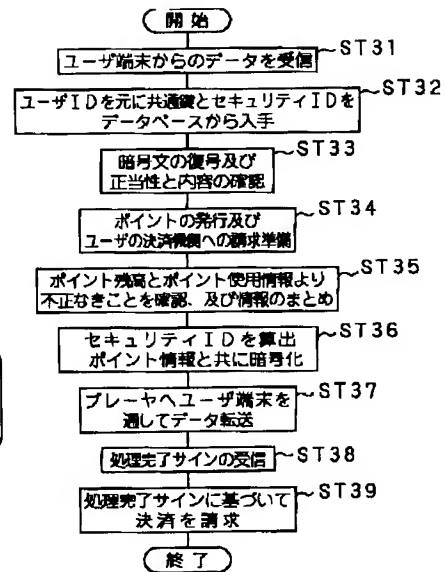 開始
ユーザ端末からのデータを受信
ST31
ユーザIDを元に共通鍵とセキュリティIDを
データベースから入手
ST32
暗号文の復号及び
正当性と内容の確認
ST33
ポイントの発行及び
ユーザの決済機関への請求準備
ST34
ポイント残高とポイント使用情報より
不正なきことを確認、及び情報のまとめ
ST35
セキュリティIDを算出
ポイント情報と共に暗号化
ST36
プレーヤへユーザ端末を
通してデータ転送
ST37
処理完了サインの受信
ST38
処理完了サインに基づいて
決済を請求
ST39
終了